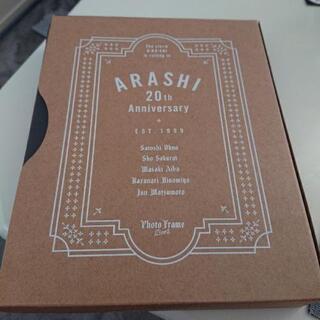 ARASHI
20th
Anniversary
EST. 1999
Satoshi Ohno
Sho Sakurai
Masaki Aiba
Kazunari Ninomiya
Jun Matsumoto
Photo Frame